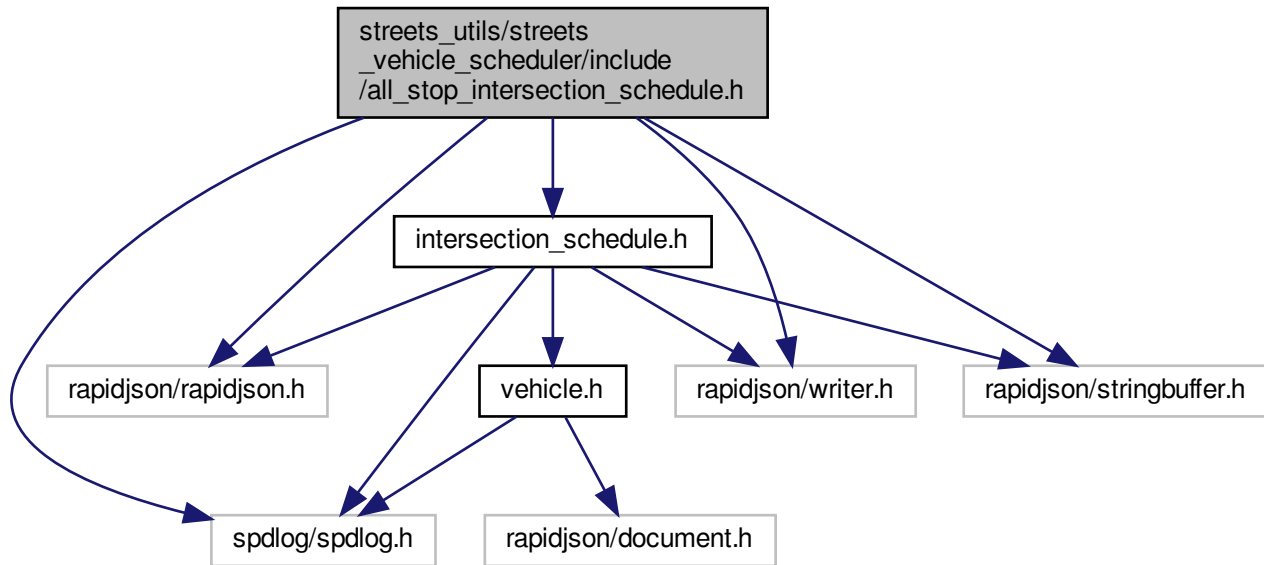 streets_utils/streets
_vehicle_scheduler/include
/all_stop_intersection_schedule.h
intersection_schedule.h
rapidjson/rapidjson.h
vehicle.h
rapidjson/writer.h
rapidjson/stringbuffer.h
spdlog/spdlog.h
rapidjson/document.h